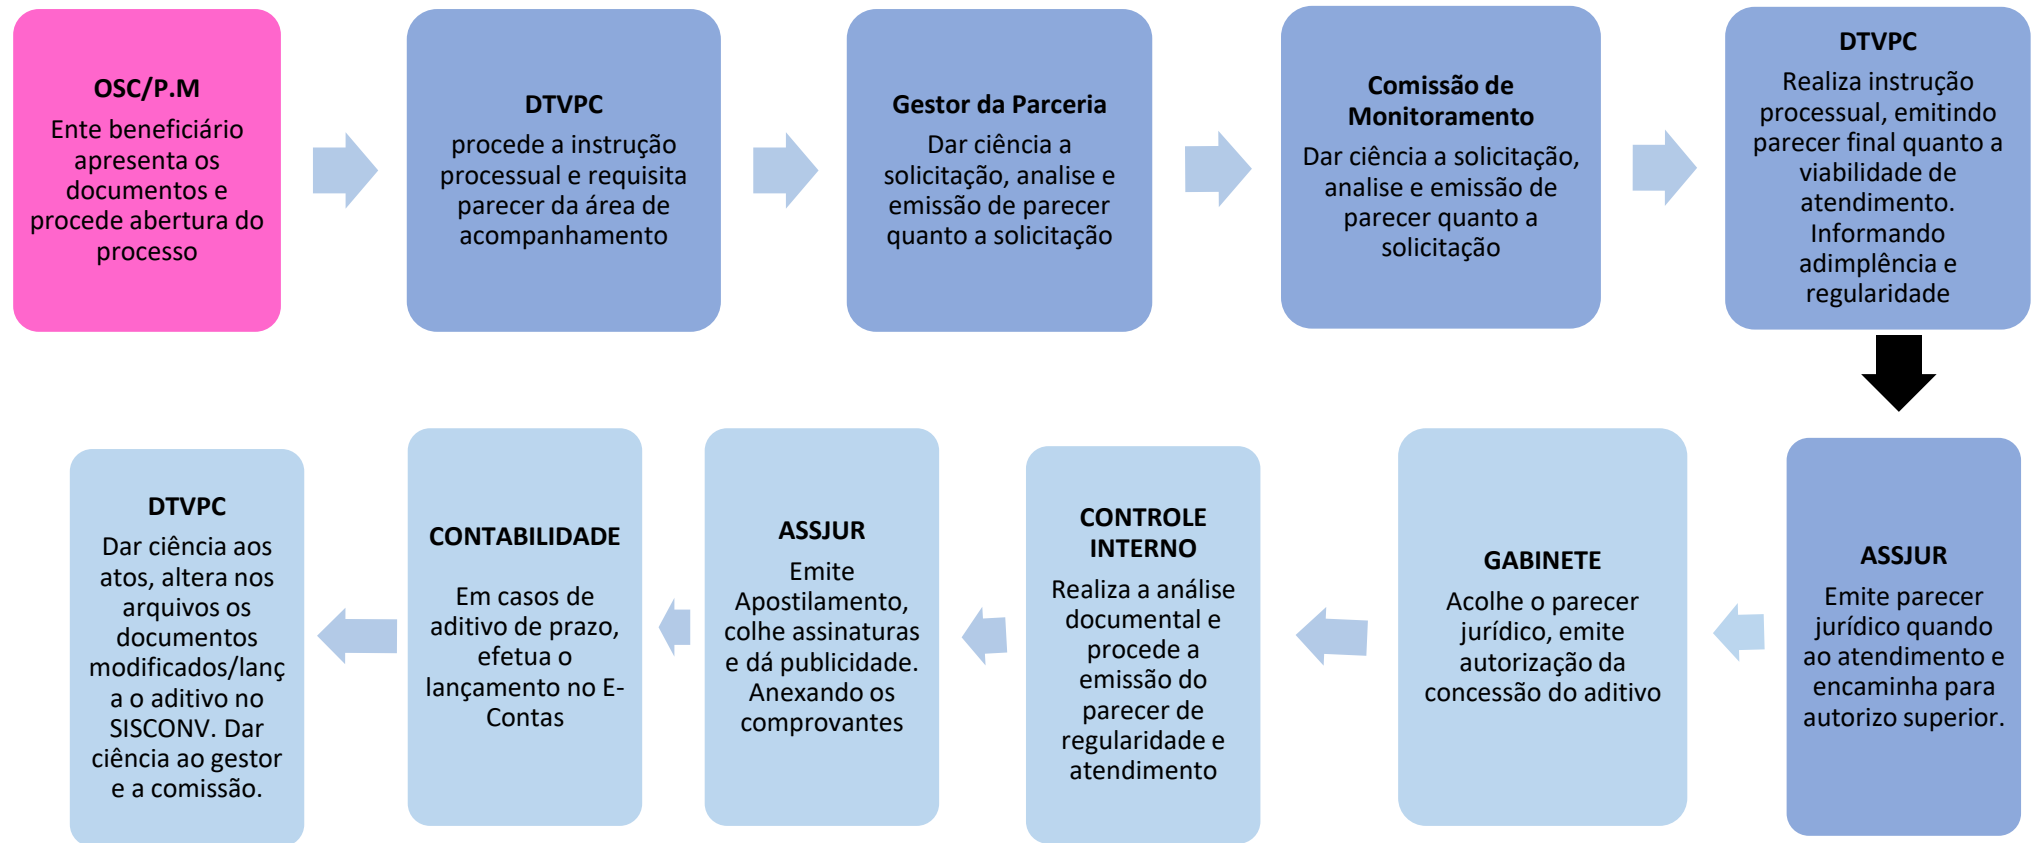 OSC/P.M
Ente beneficiário
apresenta os
documentos e
procede abertura do
processo
DTVPC
procede a instrução
processual e requisita
parecer da área de
acompanhamento
Gestor da Parceria
Dar ciência a
solicitação, analise e
emissão de parecer
quanto a solicitação
Comissão de
Monitoramento
Dar ciência a solicitação,
analise e emissão de
parecer quanto a
solicitação
DTVPC
Realiza instrução
processual, emitindo
parecer final quanto a
viabilidade de
atendimento.
Informando
adimplência e
regularidade
ASSJUR
Emite parecer
jurídico quando
ao atendimento e
encaminha para
autorizo superior.
GABINETE
Acolhe o parecer
jurídico, emite
autorização da
concessão do aditivo
CONTROLE
INTERNO
Realiza a análise
documental e
procede a
emissão do
parecer de
regularidade e
atendimento
ASSJUR
Emite
Apostilamento,
colhe assinaturas
e dá publicidade.
Anexando os
comprovantes
CONTABILIDADE
Em casos de
aditivo de prazo,
efetua o
lançamento no E-
Contas
DTVPC
Dar ciência aos
atos, altera nos
arquivos os
documentos
modificados/lanç
a o aditivo no
SISCONV. Dar
ciência ao gestor
e a comissão.